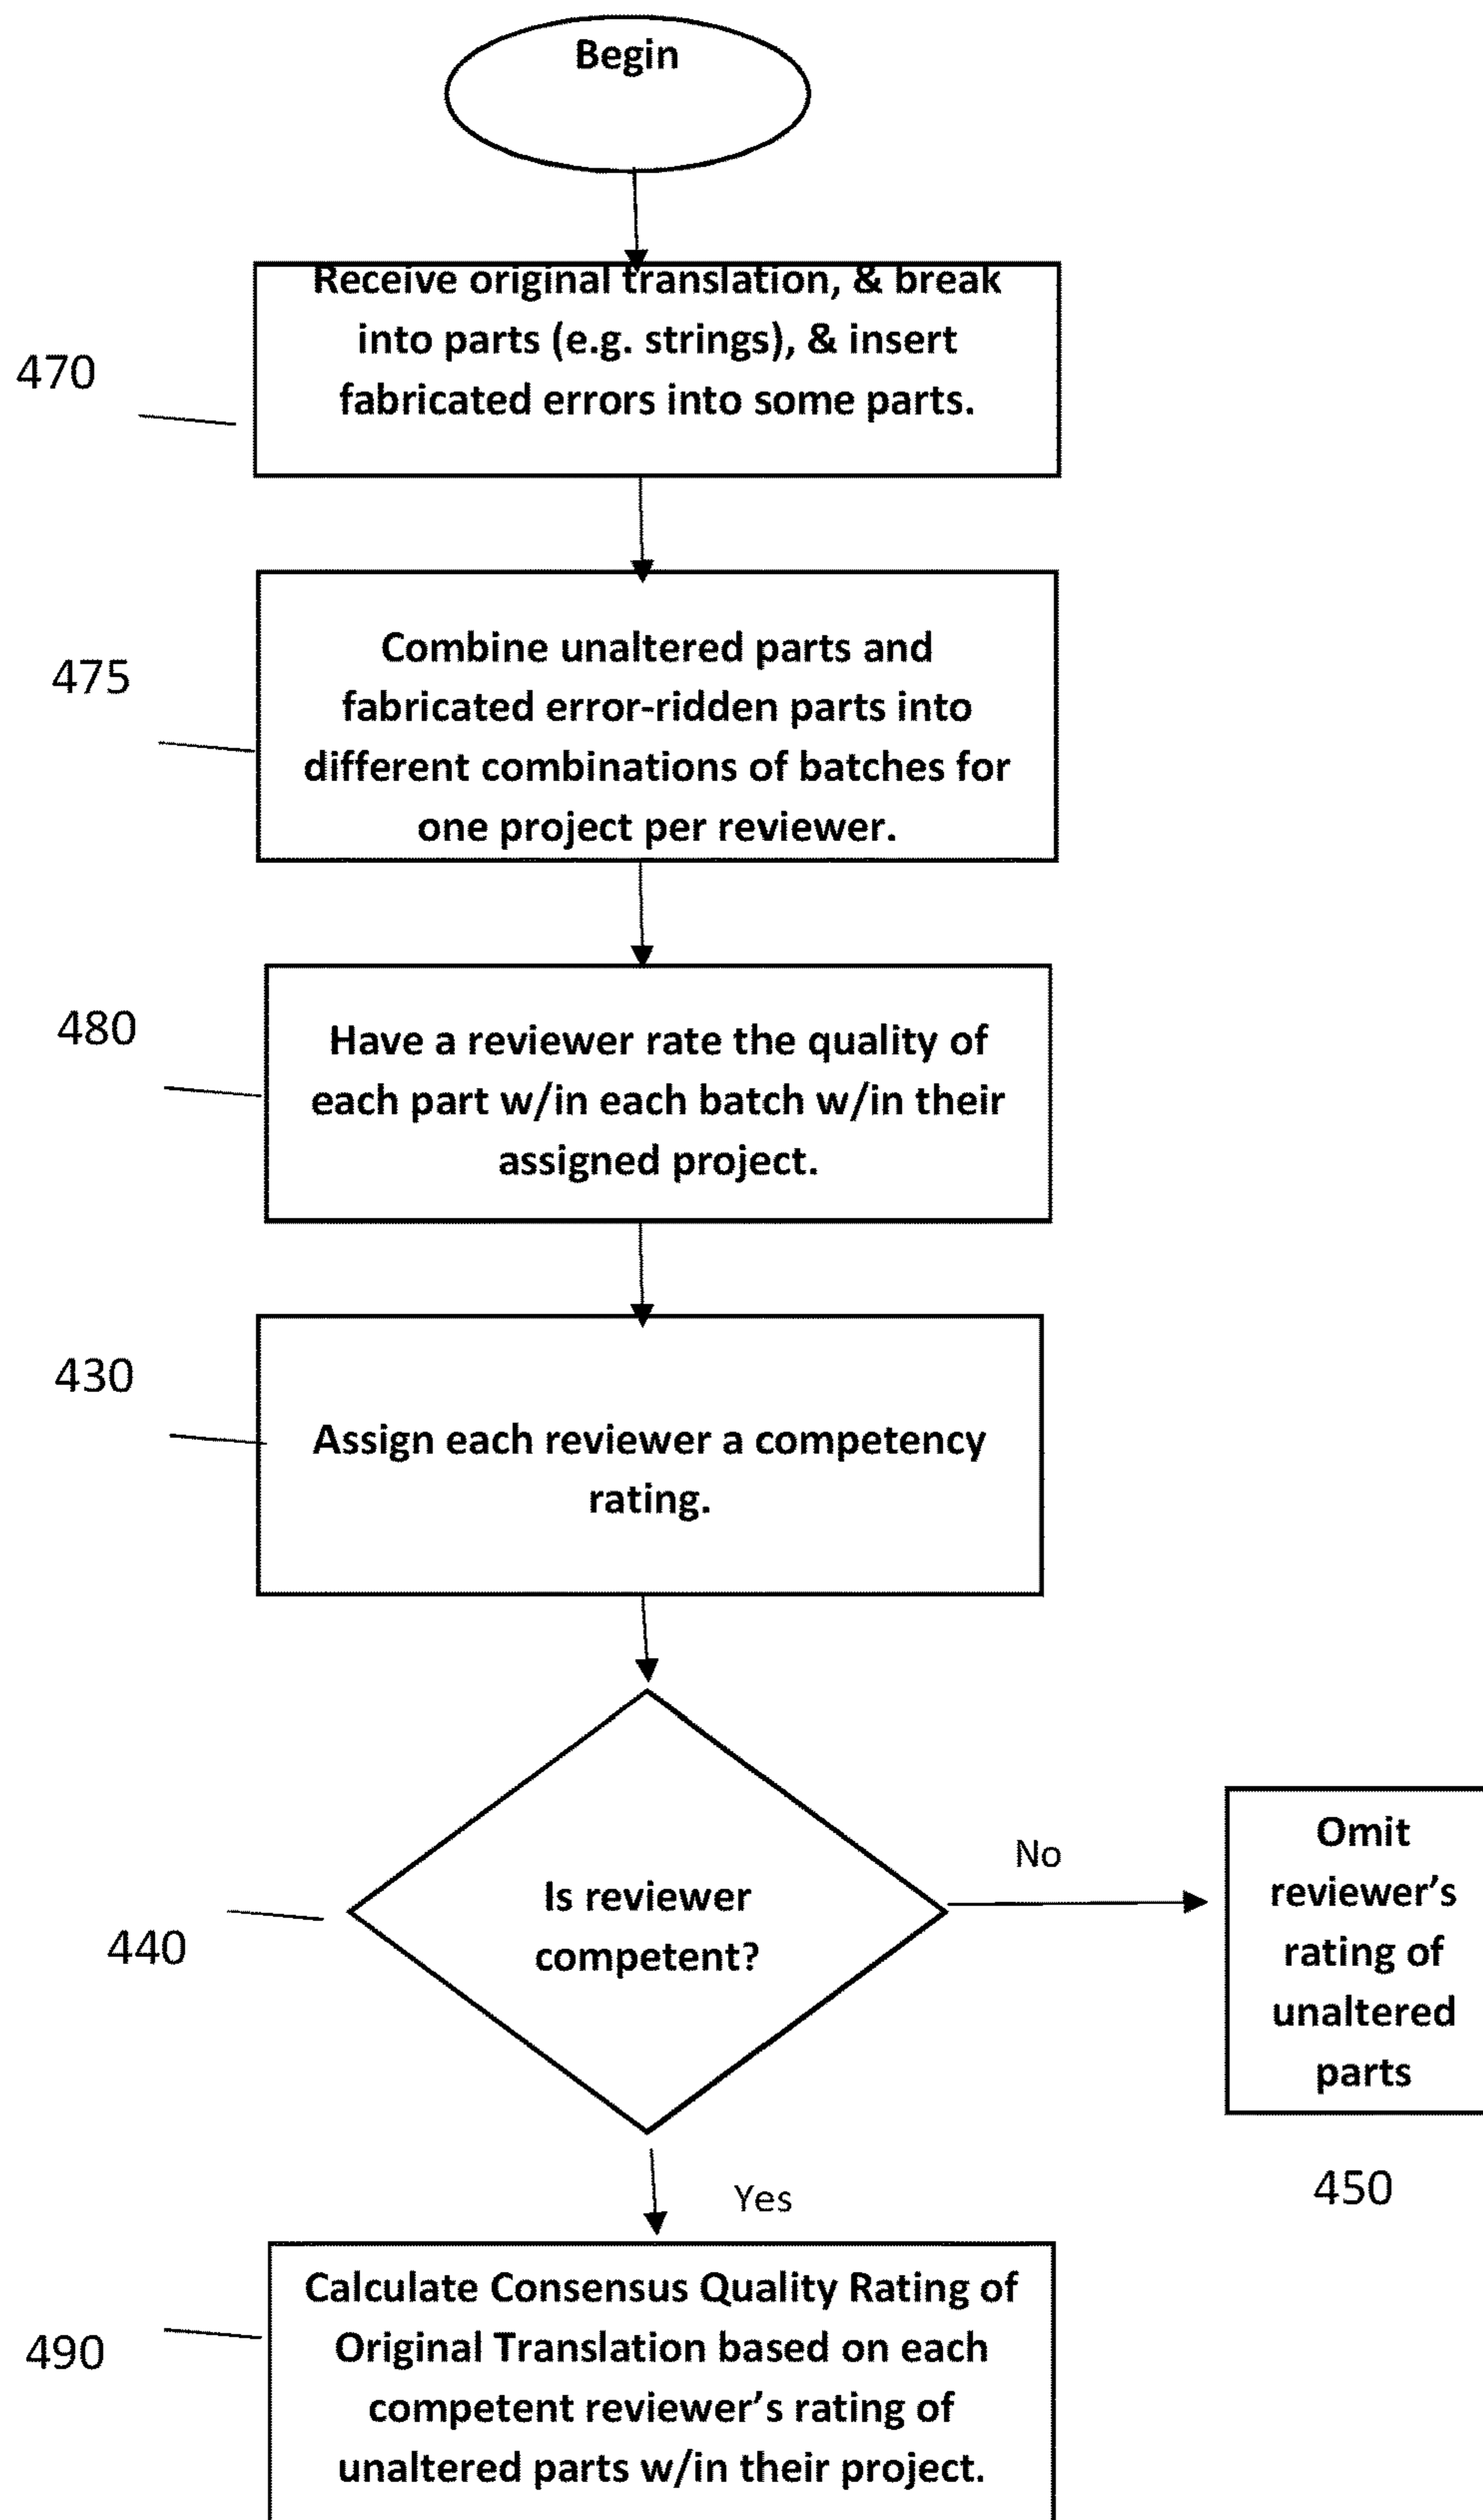 Begin
Receive original translation, & break
into parts (e.g. strings), & insert
fabricated errors into some parts.
470
Combine unaltered parts and
fabricated error-ridden parts into
different combinations of batches for
one project per reviewer.
475
Have a reviewer rate the quality of
each part w/in each batch w/in their
assigned project.
480
Assign each reviewer a competency
rating.
430
Is reviewer
competent?
440
No
Omit
reviewer’s
rating of
unaltered
parts
450
Yes
Calculate Consensus Quality Rating of
Original Translation based on each
competent reviewer’s rating of
unaltered parts w/in their project.
490